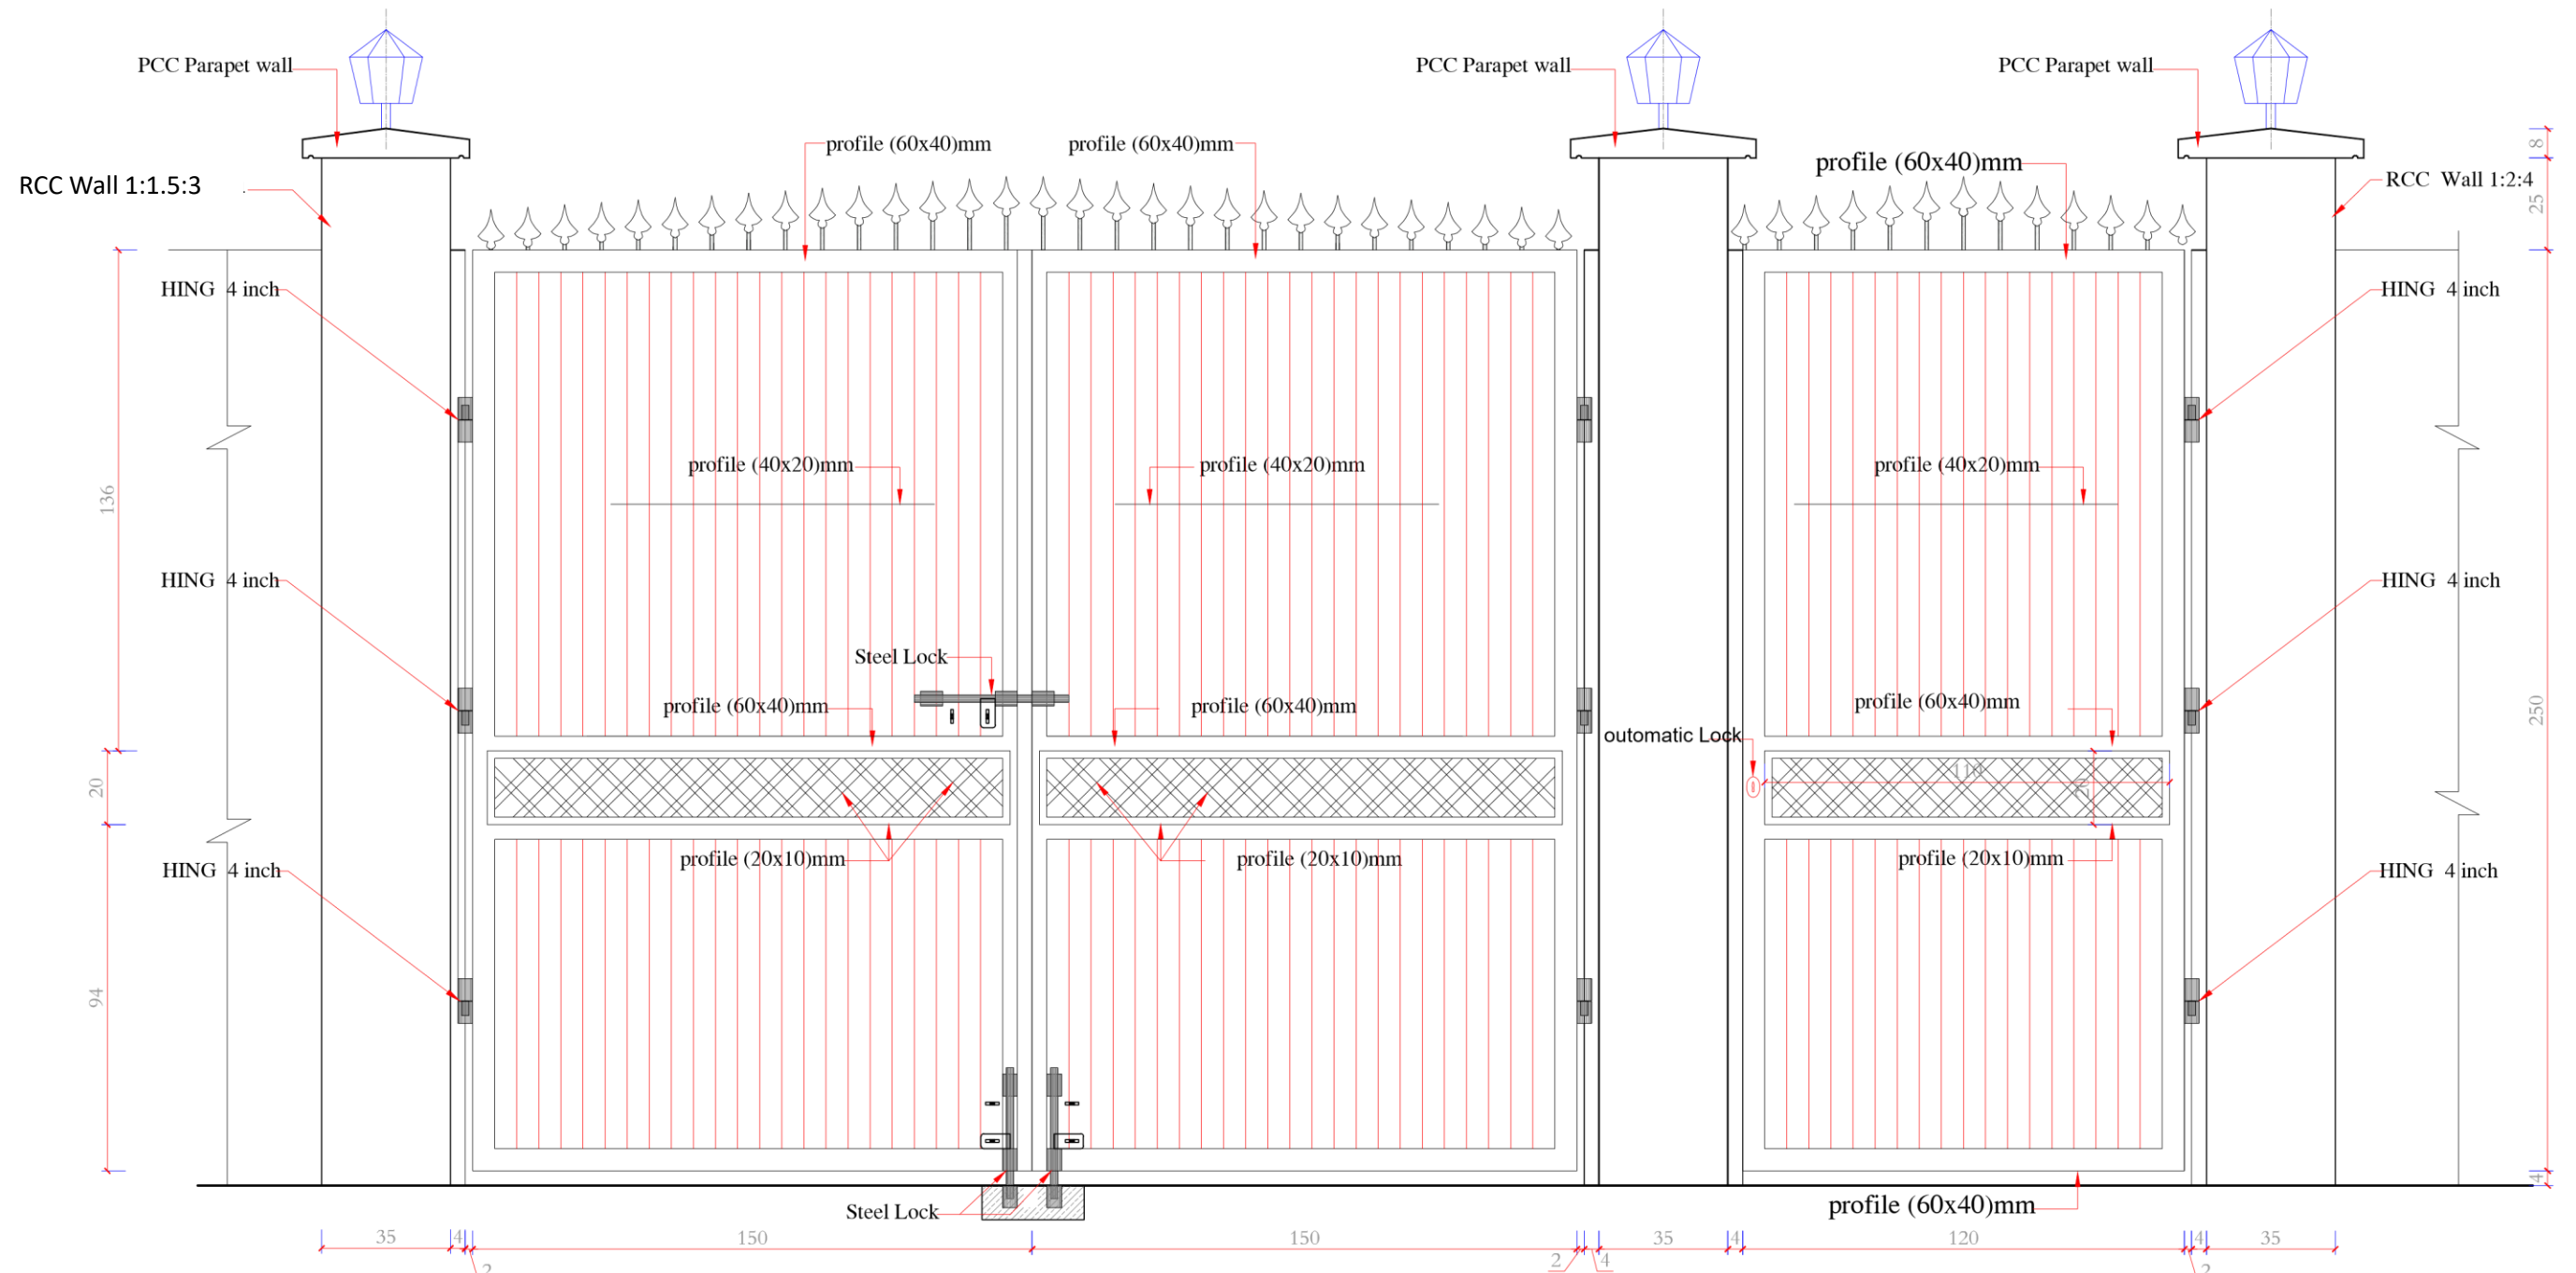 PCC Parapet wall
PCC Parapet wall
PCC Parapet wall
profile (60x40)mm
profile (60x40)mm
8
profile (60x40)mm
RCC Wall 1:1.5:3
RCC Wall 1:2:4
25
HING 4 inch
HING 4 inch
profile (40x20)mm
profile (40x20)mm
profile (40x20)mm
136
HING 4 inch
HING 4 inch
Steel Lock
profile (60x40)mm
profile (60x40)mm
profile (60x40)mm
250
outomatic Lock
110
20
20
profile (20x10)mm
profile (20x10)mm
profile (20x10)mm
HING 4 inch
HING 4 inch
94
4
Steel Lock
profile (60x40)mm
35
4
2
150
150
2
4
35
4
120
2
4
35